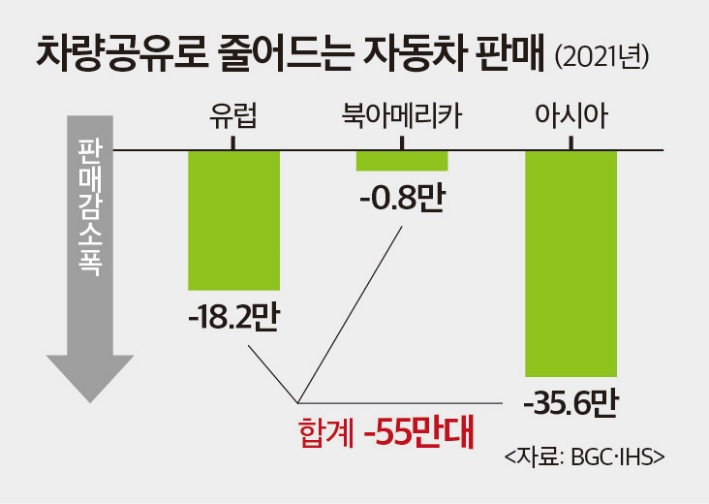 차량공유로 줄어드는 자동차 판매 (2021년)
판매감소폭
유럽 북아메리카 아시아
-0.8만
-18.2만
-35.6만
합계 -55만대
<자료: BGC·IHS>